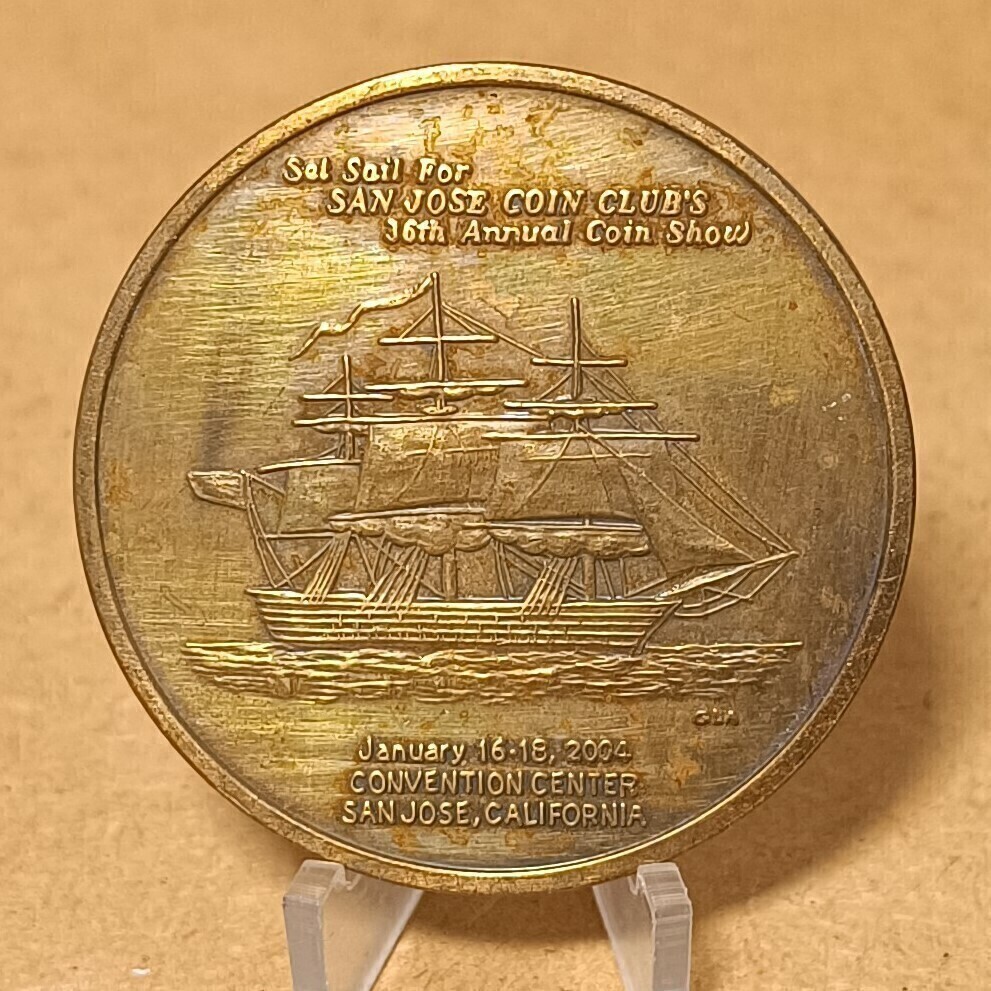 Set Sail For
SAN JOSE COIN CLUB'S
36th Annual Coin Show
GLA
January 16-18, 2004
CONVENTION CENTER
SAN JOSE, CALIFORNIA